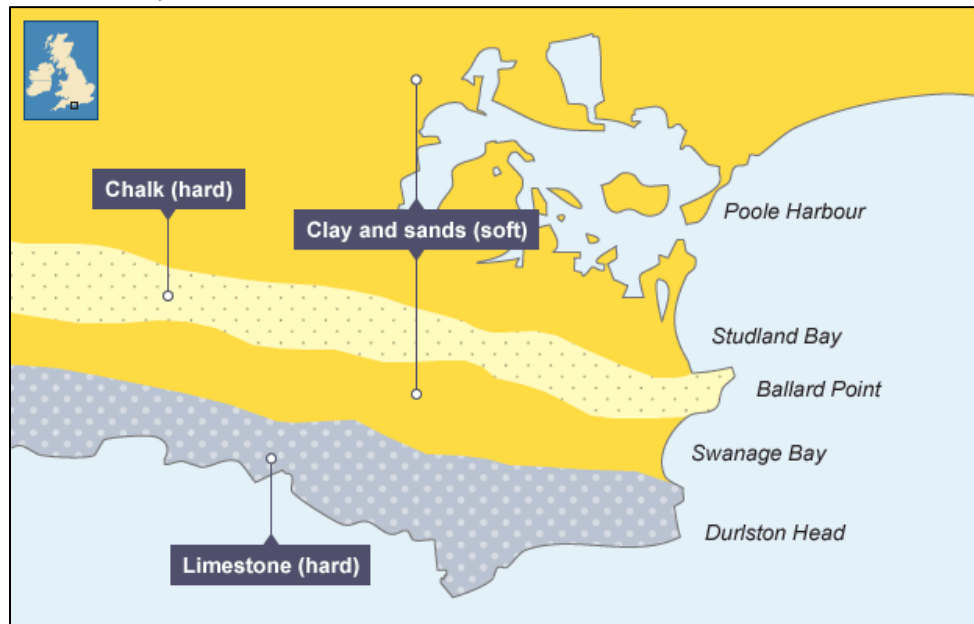 Chalk (hard)
Clay and sands (soft)
Poole Harbour
Studland Bay
Ballard Point
Swanage Bay
Durlston Head
Limestone (hard)